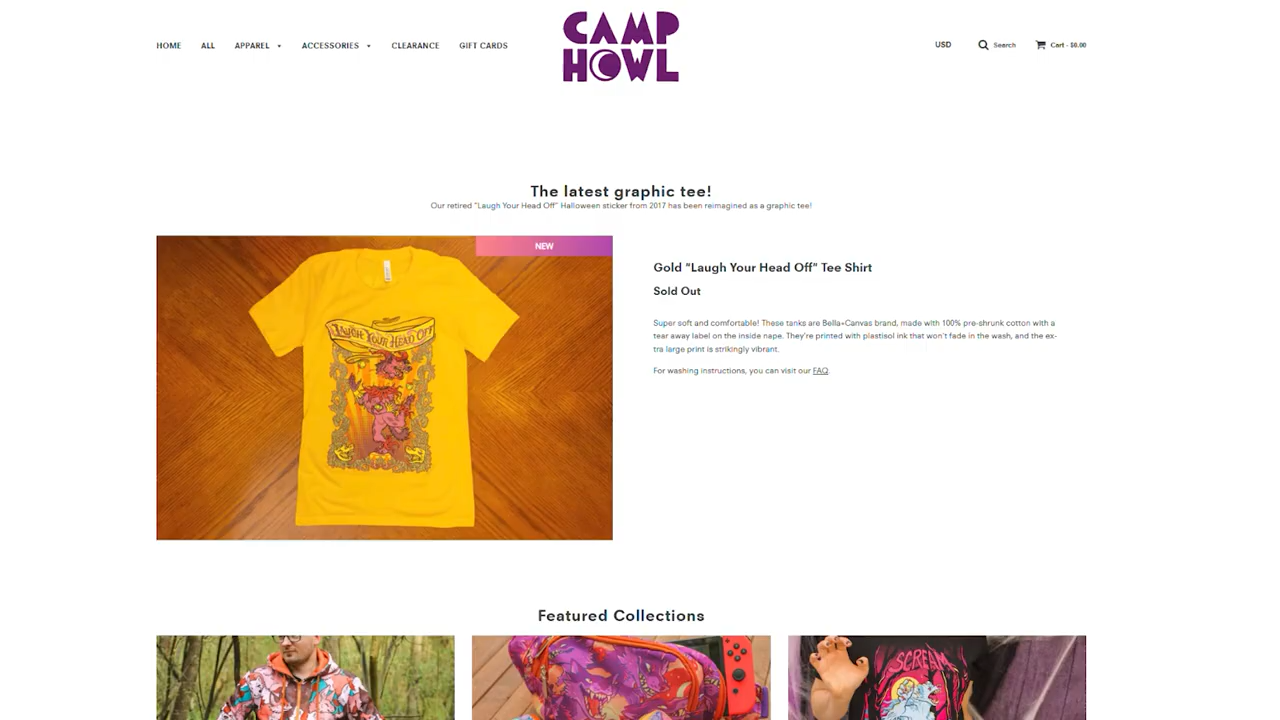 HOME
ALL
APPAREL
ACCESSORIES
CLEARANCE
GIFT CARDS
CAMP
HOWL
USD
Search
Cart - $0.00
The latest graphic tee!
Our retired "Laugh Your Head Off" Halloween sticker from 2017 has been reimagined as a graphic tee!
NEW
LAUGH YOUR HEAD OFF
Gold "Laugh Your Head Off" Tee Shirt
Sold Out
Super soft and comfortable! These tanks are Bella+Canvas brand, made with 100% pre-shrunk cotton with a
tear away label on the inside nape. They're printed with plastisol ink that won't fade in the wash, and the ex-
tra large print is strikingly vibrant.
For washing instructions, you can visit our FAQ.
Featured Collections
SCREAM